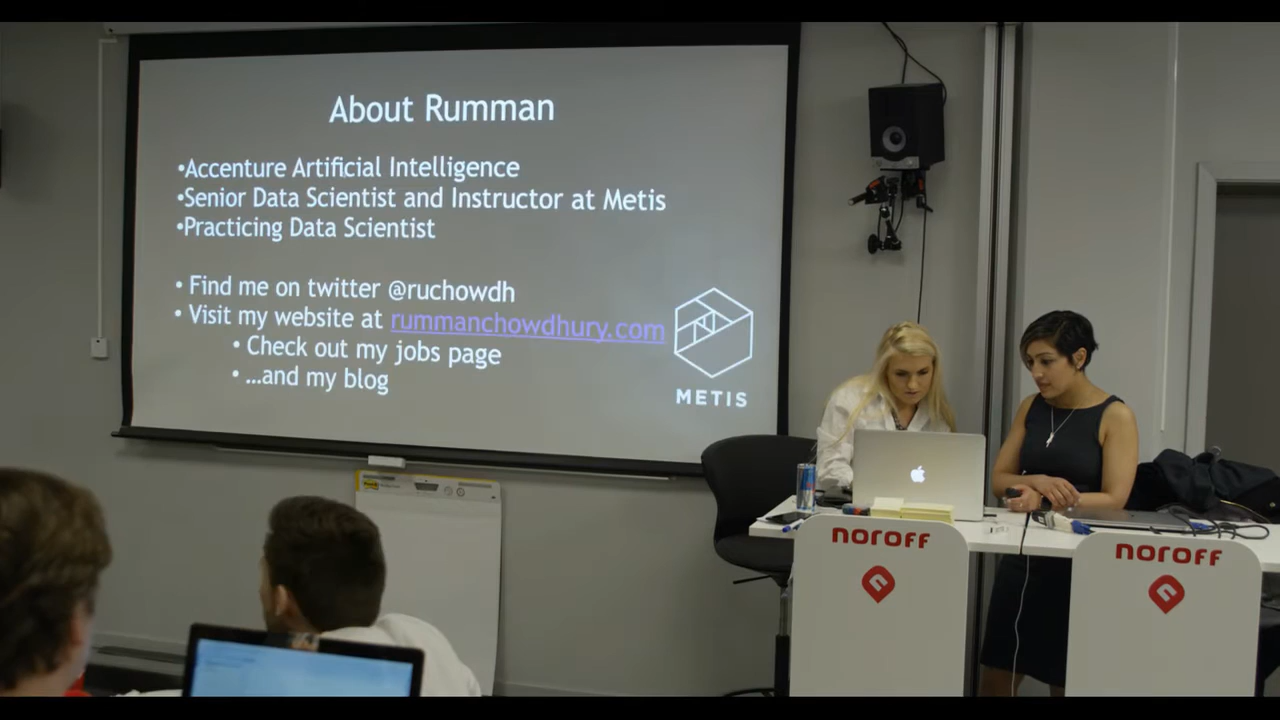 About Rumman
•Accenture Artificial Intelligence
•Senior Data Scientist and Instructor at Metis
•Practicing Data Scientist
• Find me on twitter @ruchowdh
• Visit my website at rummanchowdhury.com
• Check out my jobs page
• ...and my blog
METIS
noroff
noroff